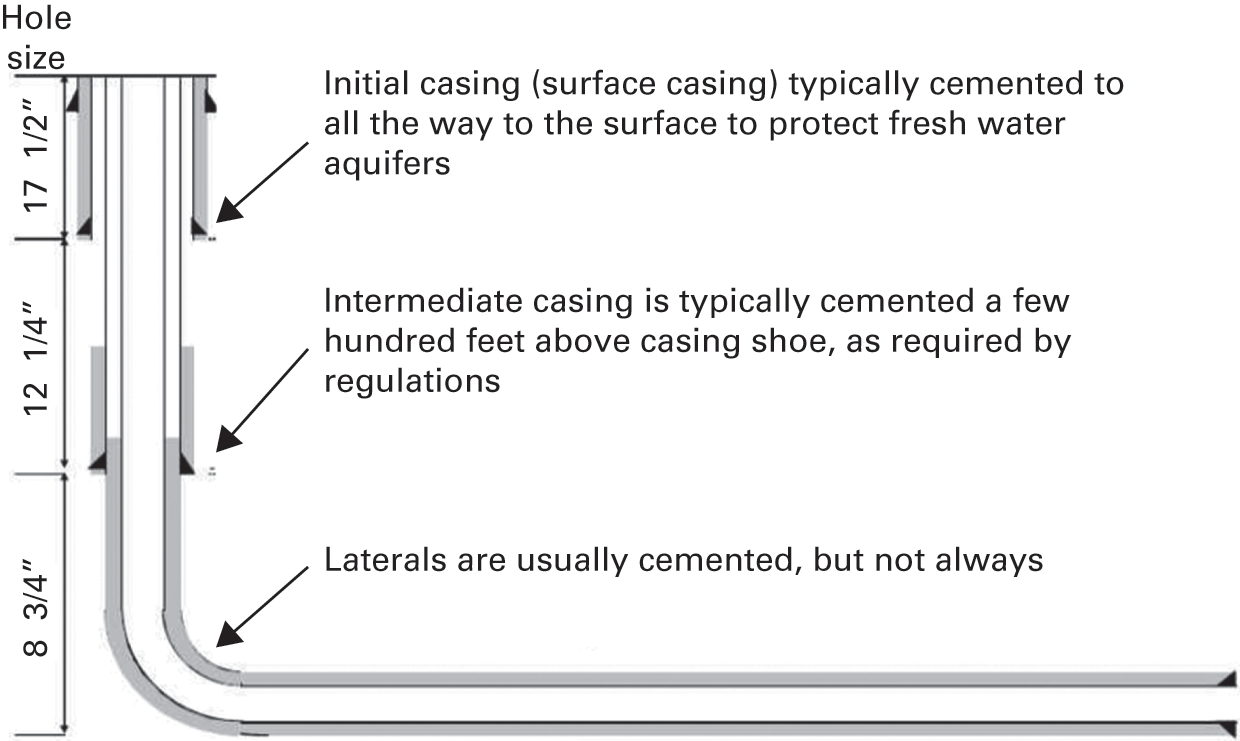 Hole
size
17 1/2″
Initial casing (surface casing) typically cemented to
all the way to the surface to protect fresh water
aquifers
12 1/4″
Intermediate casing is typically cemented a few
hundred feet above casing shoe, as required by
regulations
8 3/4″
Laterals are usually cemented, but not always